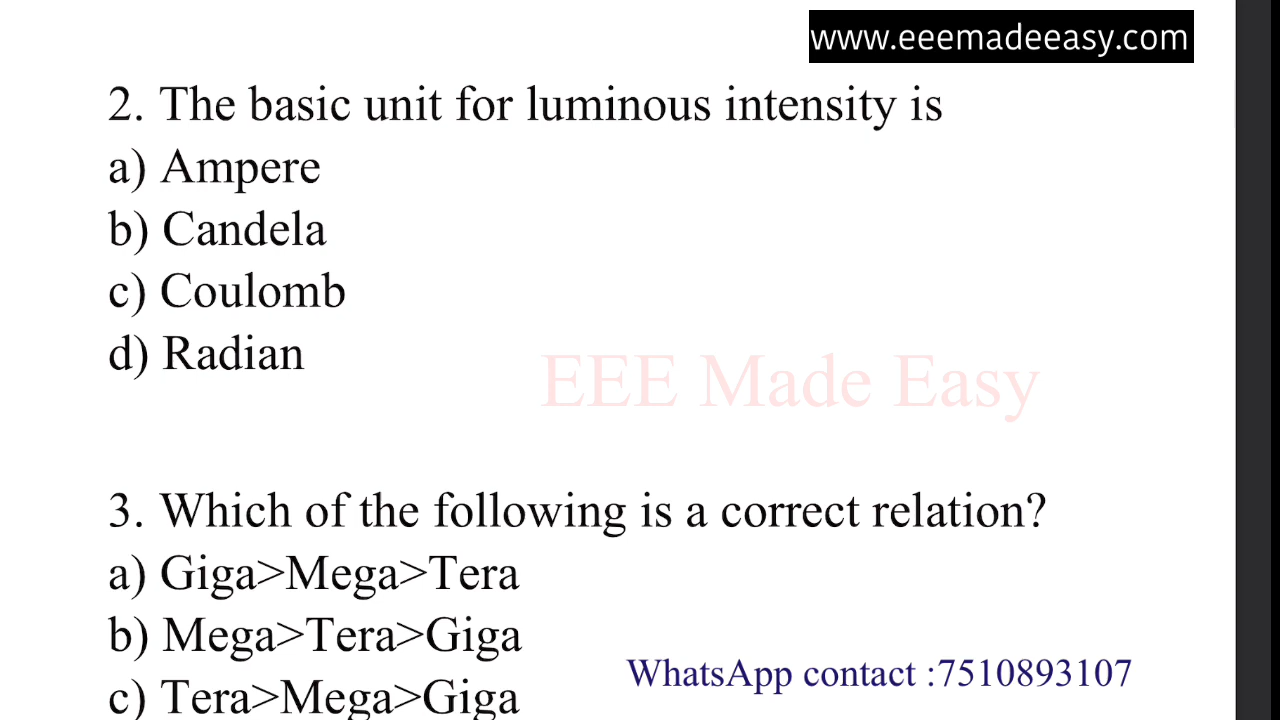 www.eeemadeeasy.com
2. The basic unit for luminous intensity is
a) Ampere
b) Candela
c) Coulomb
d) Radian
EEE Made Easy
3. Which of the following is a correct relation?
a) Giga>Mega>Tera
b) Mega>Tera>Giga
WhatsApp contact :7510893107
c) Tera>Mega>Giga